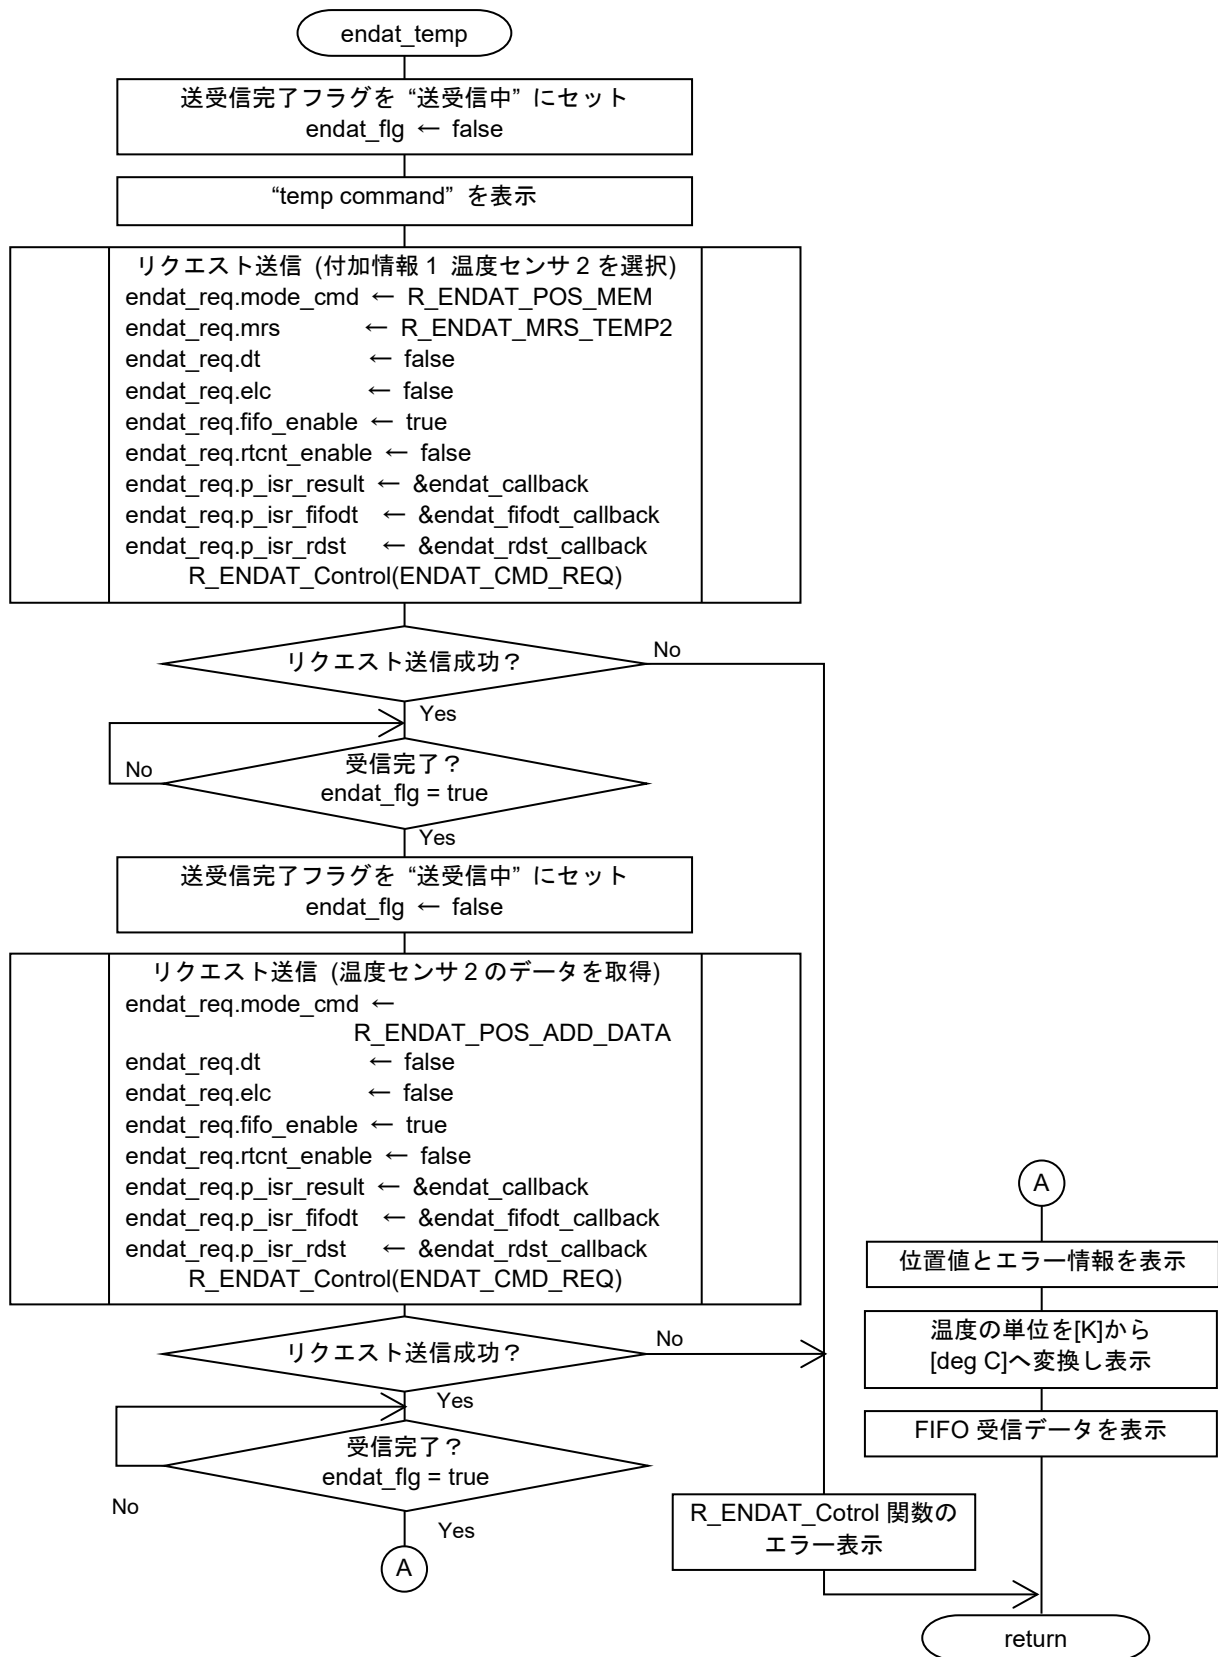 endat_temp
送受信完了フラグを “送受信中” にセット
endat_flg ← false
“temp command” を表示
リクエスト送信 (付加情報1 温度センサ2を選択)
endat_req.mode_cmd ← R_ENDAT_POS_MEM
endat_req.mrs ← R_ENDAT_MRS_TEMP2
endat_req.dt ← false
endat_req.elc ← false
endat_req.fifo_enable ← true
endat_req.rtcnt_enable ← false
endat_req.p_isr_result ← &endat_callback
endat_req.p_isr_fifodt ← &endat_fifodt_callback
endat_req.p_isr_rdst ← &endat_rdst_callback
R_ENDAT_Control(ENDAT_CMD_REQ)
リクエスト送信成功？
No
Yes
受信完了？
endat_flg = true
No
Yes
送受信完了フラグを “送受信中” にセット
endat_flg ← false
リクエスト送信 (温度センサ2のデータを取得)
endat_req.mode_cmd ←
R_ENDAT_POS_ADD_DATA
endat_req.dt ← false
endat_req.elc ← false
endat_req.fifo_enable ← true
endat_req.rtcnt_enable ← false
endat_req.p_isr_result ← &endat_callback
endat_req.p_isr_fifodt ← &endat_fifodt_callback
endat_req.p_isr_rdst ← &endat_rdst_callback
R_ENDAT_Control(ENDAT_CMD_REQ)
リクエスト送信成功？
No
Yes
受信完了？
endat_flg = true
No
Yes
A
R_ENDAT_Cotrol 関数の
エラー表示
A
位置値とエラー情報を表示
温度の単位を[K]から
[deg C]へ変換し表示
FIFO 受信データを表示
return